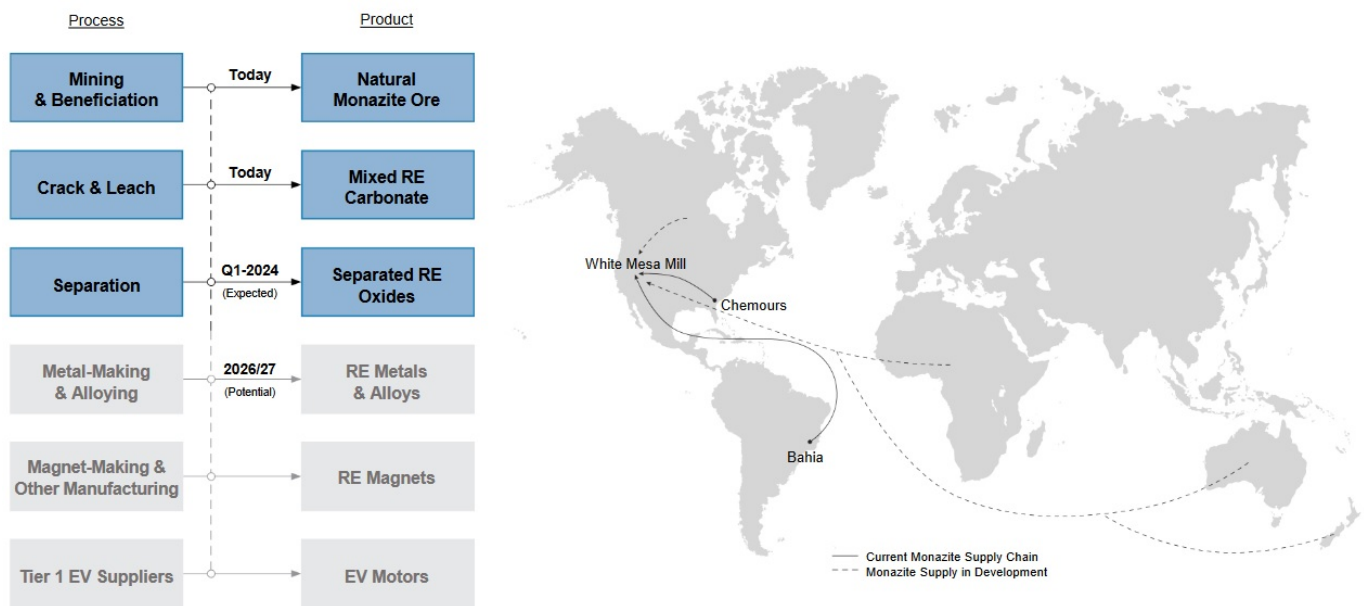 Process
Product
Mining
& Beneficiation
Today
Natural
Monazite Ore
Crack & Leach
Today
Mixed RE
Carbonate
Separation
Q1-2024
(Expected)
Separated RE
Oxides
Metal-Making
& Alloying
2026/27
(Potential)
RE Metals
& Alloys
Magnet-Making &
Other Manufacturing
RE Magnets
Tier 1 EV Suppliers
EV Motors
White Mesa Mill
Chemours
Bahia
Current Monazite Supply Chain
Monazite Supply in Development